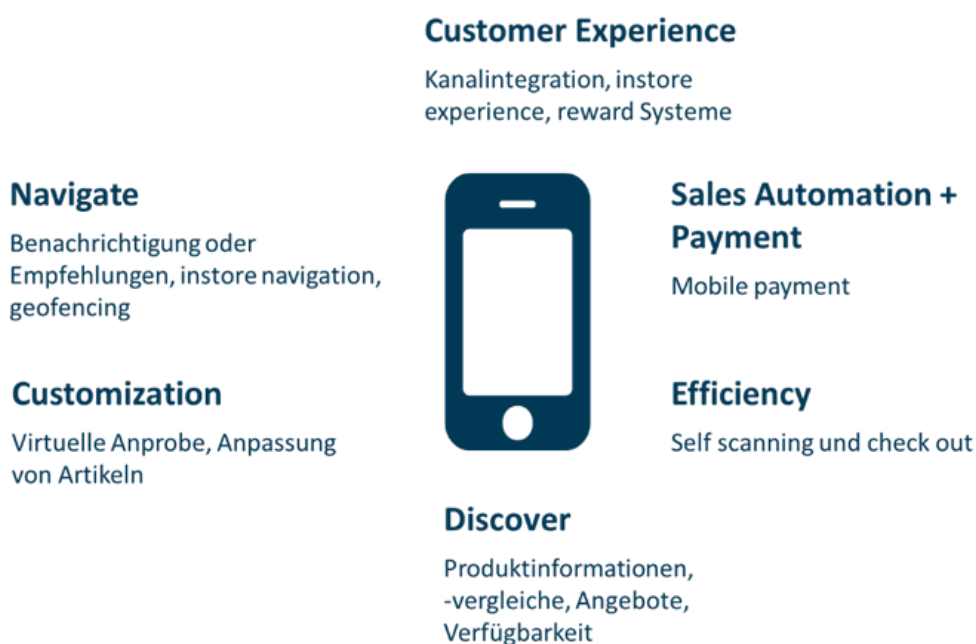 Customer Experience
Kanalintegration, instore
experience, reward Systeme
Navigate
Benachrichtigung oder
Empfehlungen, instore navigation,
geofencing
Sales Automation +
Payment
Mobile payment
Customization
Virtuelle Anprobe, Anpassung
von Artikeln
Efficiency
Self scanning und check out
Discover
Produktinformationen,
-vergleiche, Angebote,
Verfügbarkeit